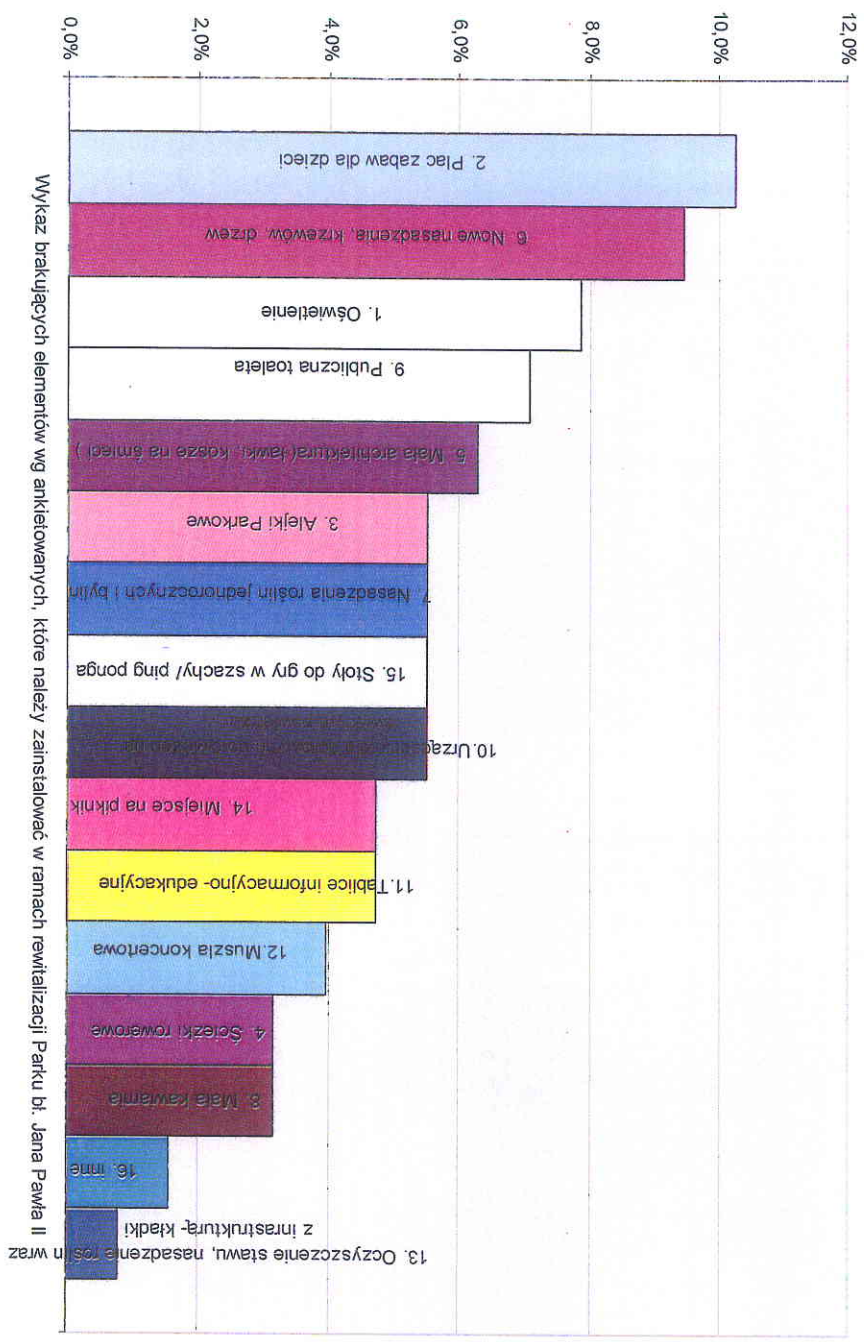 12,0%
10,0%
8,0%
6,0%
4,0%
2,0%
0,0%
2. Plac zabaw dla dzieci
6. Nowe nasadzenia, krzewów, drzew
1. Oświetlenie
9. Publiczna toaleta
5. Mała architektura( ławki, kosze na śmieci )
3. Alejki Parkowe
7. Nasadzenia roślin jednorocznych i bylin
15. Stoły do gry w szachy/ ping ponga
10.Urząd
14. Miejsce na piknik
11.Tablice informacyjno- edukacyjne
12.Muszla koncertowa
4. Ścieżki rowerowe
8. Mała kawiarnia
16. inne
13. Oczyszczenie stawu, nasadzenie roślin wraz
z inrastrukturą- kładki
Wykaz brakujących elementów wg ankietowanych, które należy zainstalować w ramach rewitalizacji Parku bł. Jana Pawła II